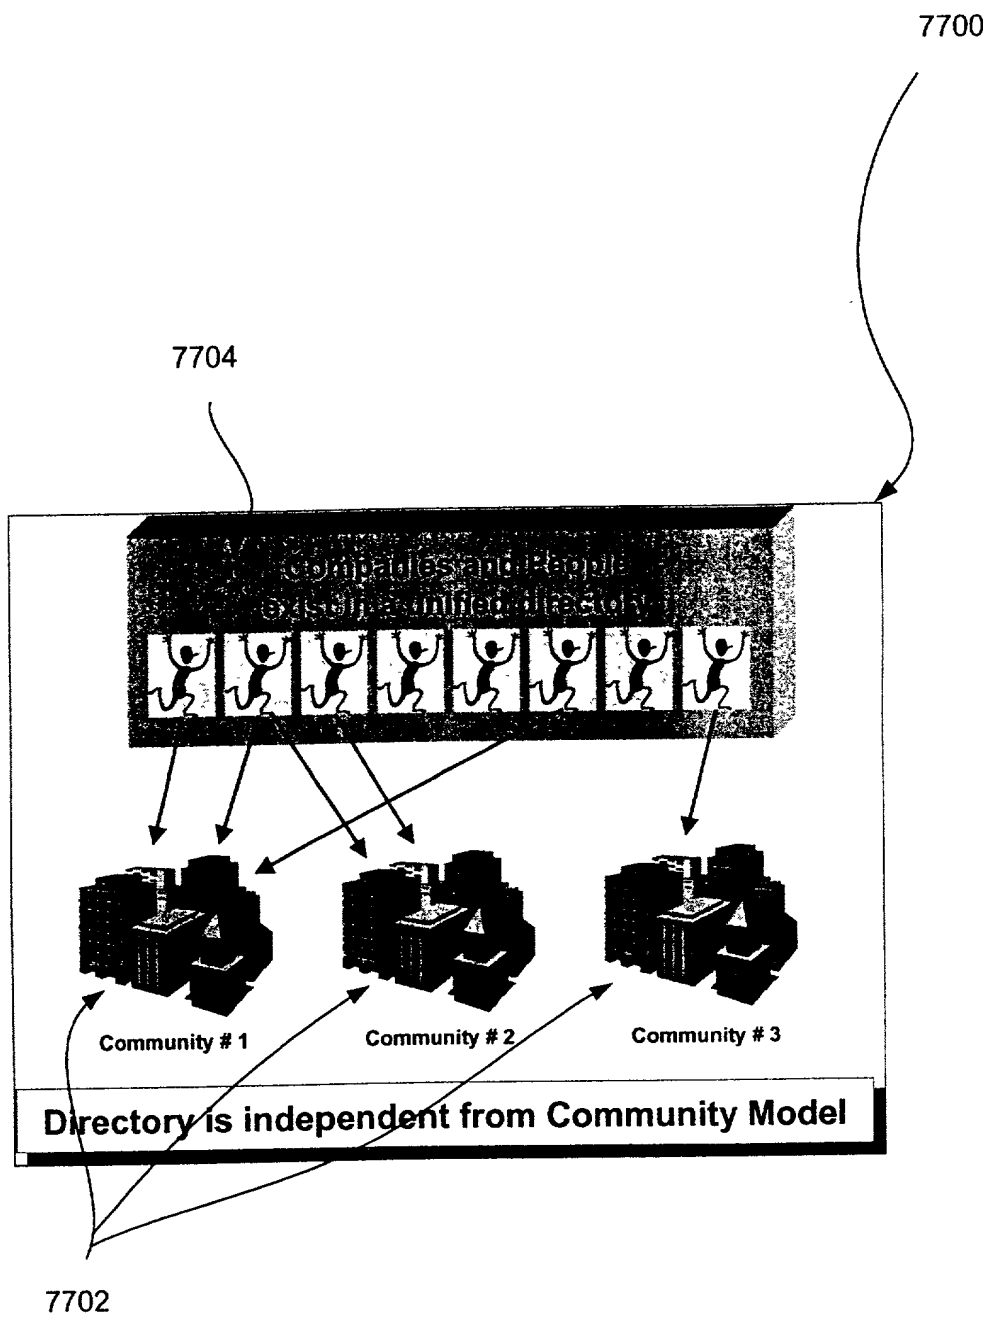 7700
7704
Companies and People
exist in a unified directory
Community # 1
Community # 2
Community # 3
Directory is independent from Community Model
7702